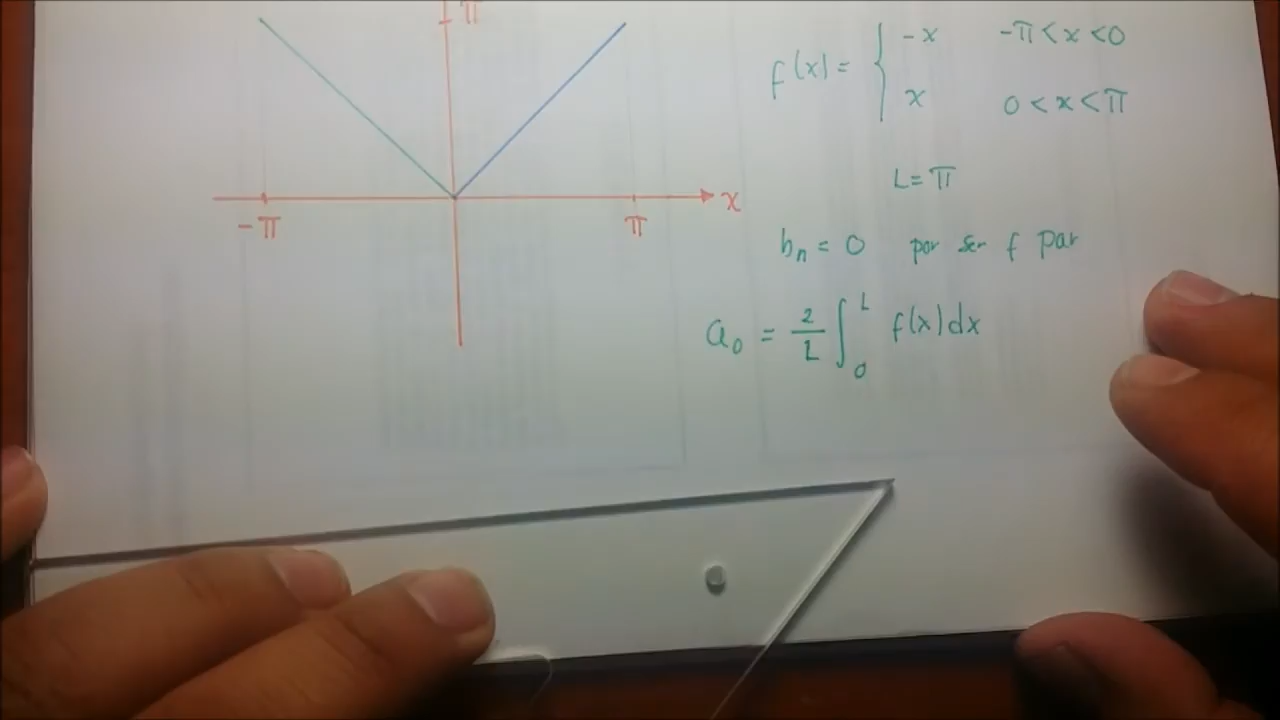 π
-π π x
f(x) = { -x -π < x < 0
x 0 < x < π
L = π
bₙ = 0 por ser f par
a₀ = 2/L ∫₀ᴸ f(x)dx